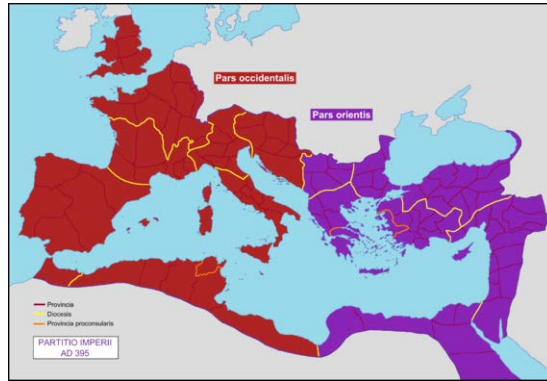 Pars occidentalis
Pars orientis
Provincia
Diocesis
Provincia proconsularis
PARTITIO IMPERII
AD 395